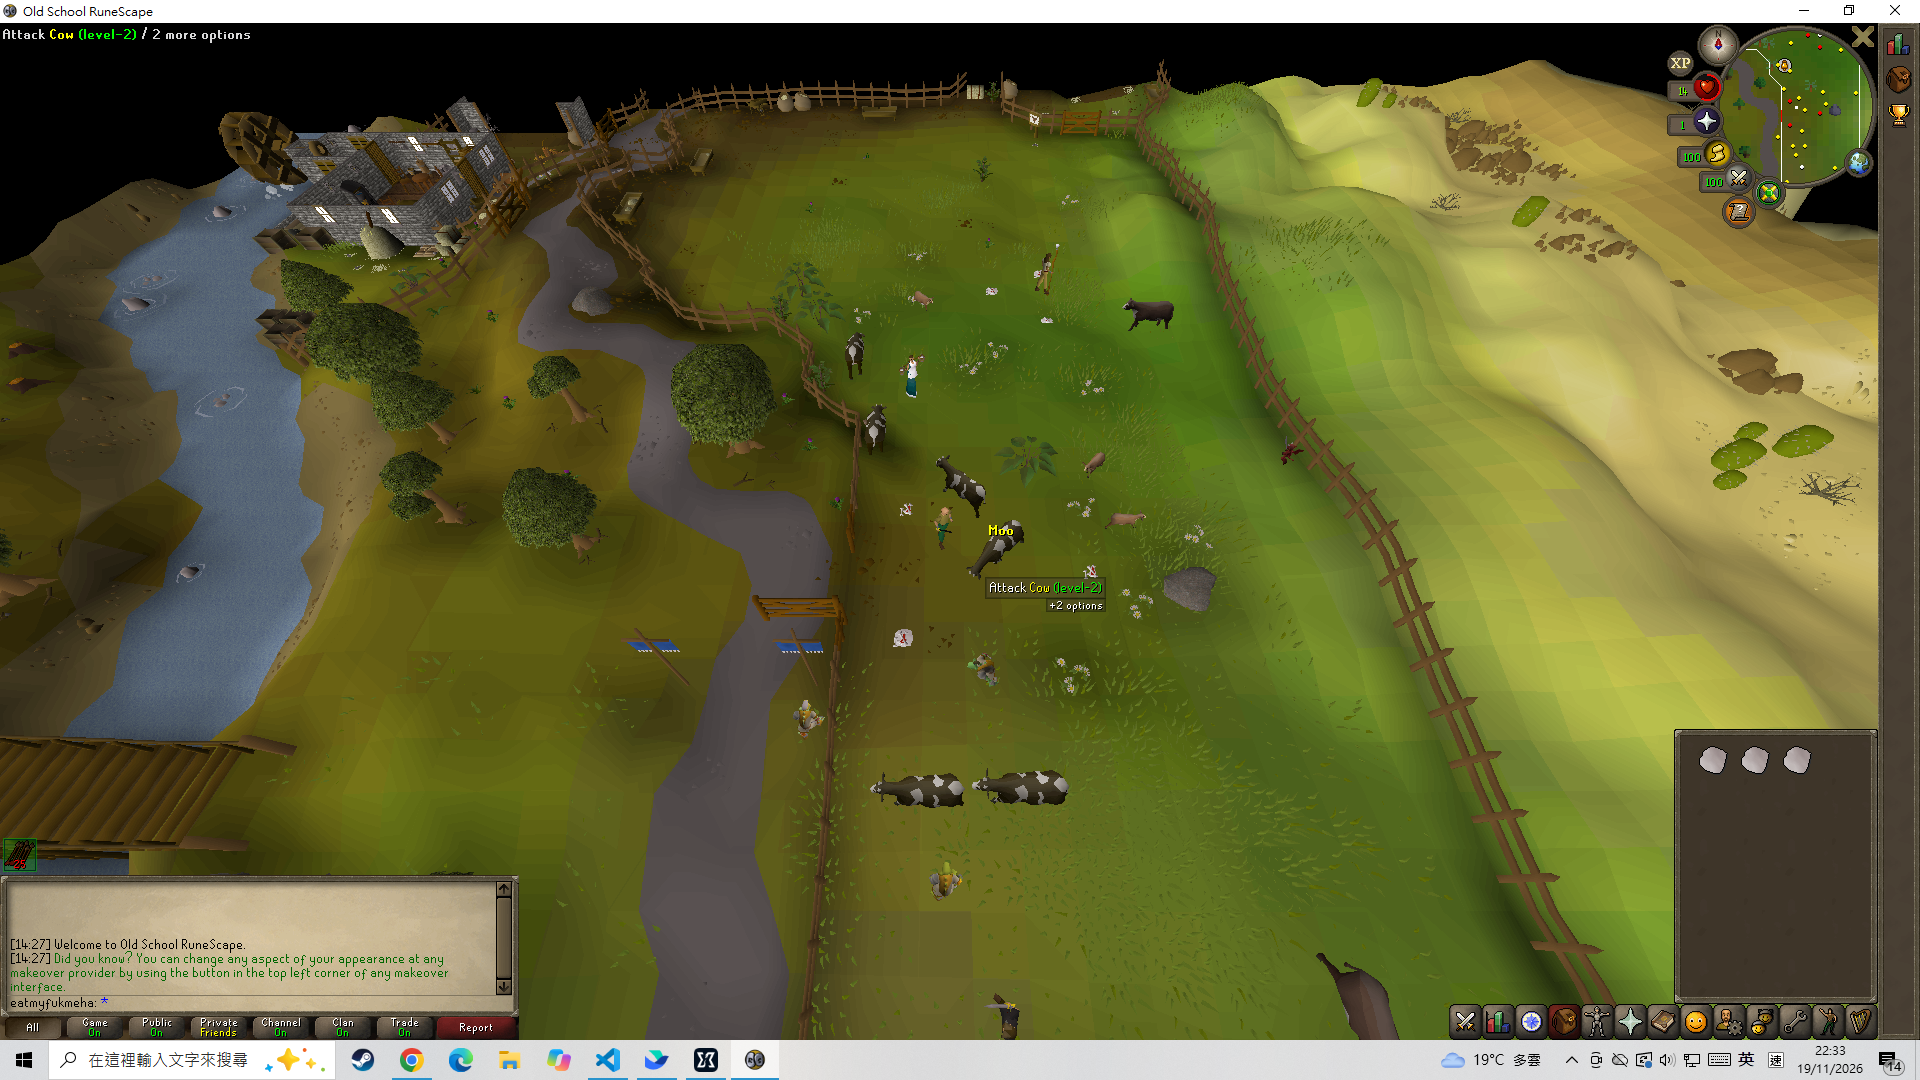 Old School RuneScape
Attack Cow (level-2) / 2 more options
N
XP
14
1
100
100
Moo
Attack Cow (level-2)
+2 options
25
[14:27] Welcome to Old School RuneScape.
[14:27] Did you know? You can change any aspect of your appearance at any
makeover provider by using the button in the top left corner of any makeover
interface.
eatmyfukmeha: *
All
Game
On
Public
On
Private
Friends
Channel
On
Clan
On
Trade
On
Report
在這裡輸入文字來搜尋
19°C 多雲
英
速
22:33
19/11/2026
14